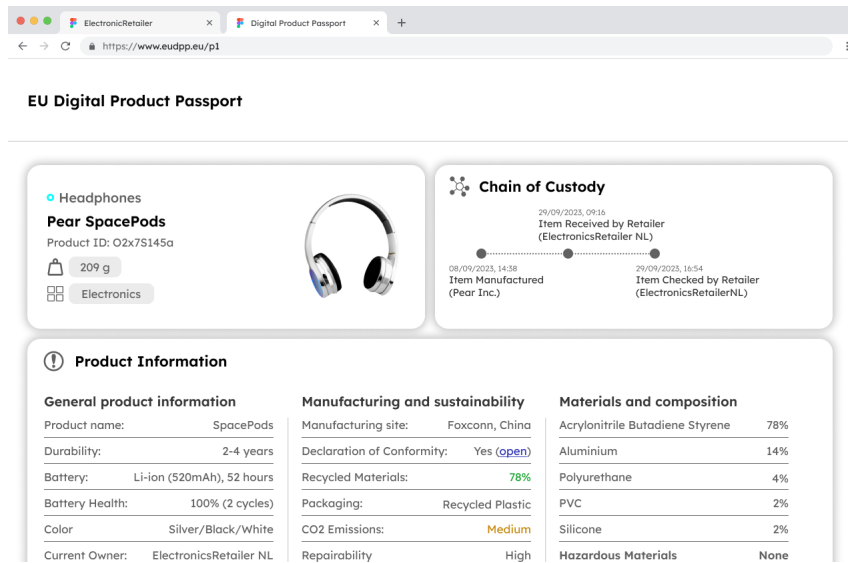 ElectronicRetailer
Digital Product Passport
https://www.eudpp.eu/p1
EU Digital Product Passport
Headphones
Pear SpacePods
Product ID: O2x7S145a
209 g
Electronics
Chain of Custody
29/09/2023, 09:16
Item Received by Retailer
(ElectronicsRetailer NL)
08/09/2023, 14:38
Item Manufactured
(Pear Inc.)
29/09/2023, 16:54
Item Checked by Retailer
(ElectronicsRetailerNL)
Product Information
General product information
Product name: SpacePods
Durability: 2-4 years
Battery: Li-ion (520mAh), 52 hours
Battery Health: 100% (2 cycles)
Color Silver/Black/White
Current Owner: ElectronicsRetailer NL
Manufacturing and sustainability
Manufacturing site: Foxconn, China
Declaration of Conformity: Yes (open)
Recycled Materials: 78%
Packaging: Recycled Plastic
CO2 Emissions: Medium
Repairability High
Materials and composition
Acrylonitrile Butadiene Styrene 78%
Aluminium 14%
Polyurethane 4%
PVC 2%
Silicone 2%
Hazardous Materials None